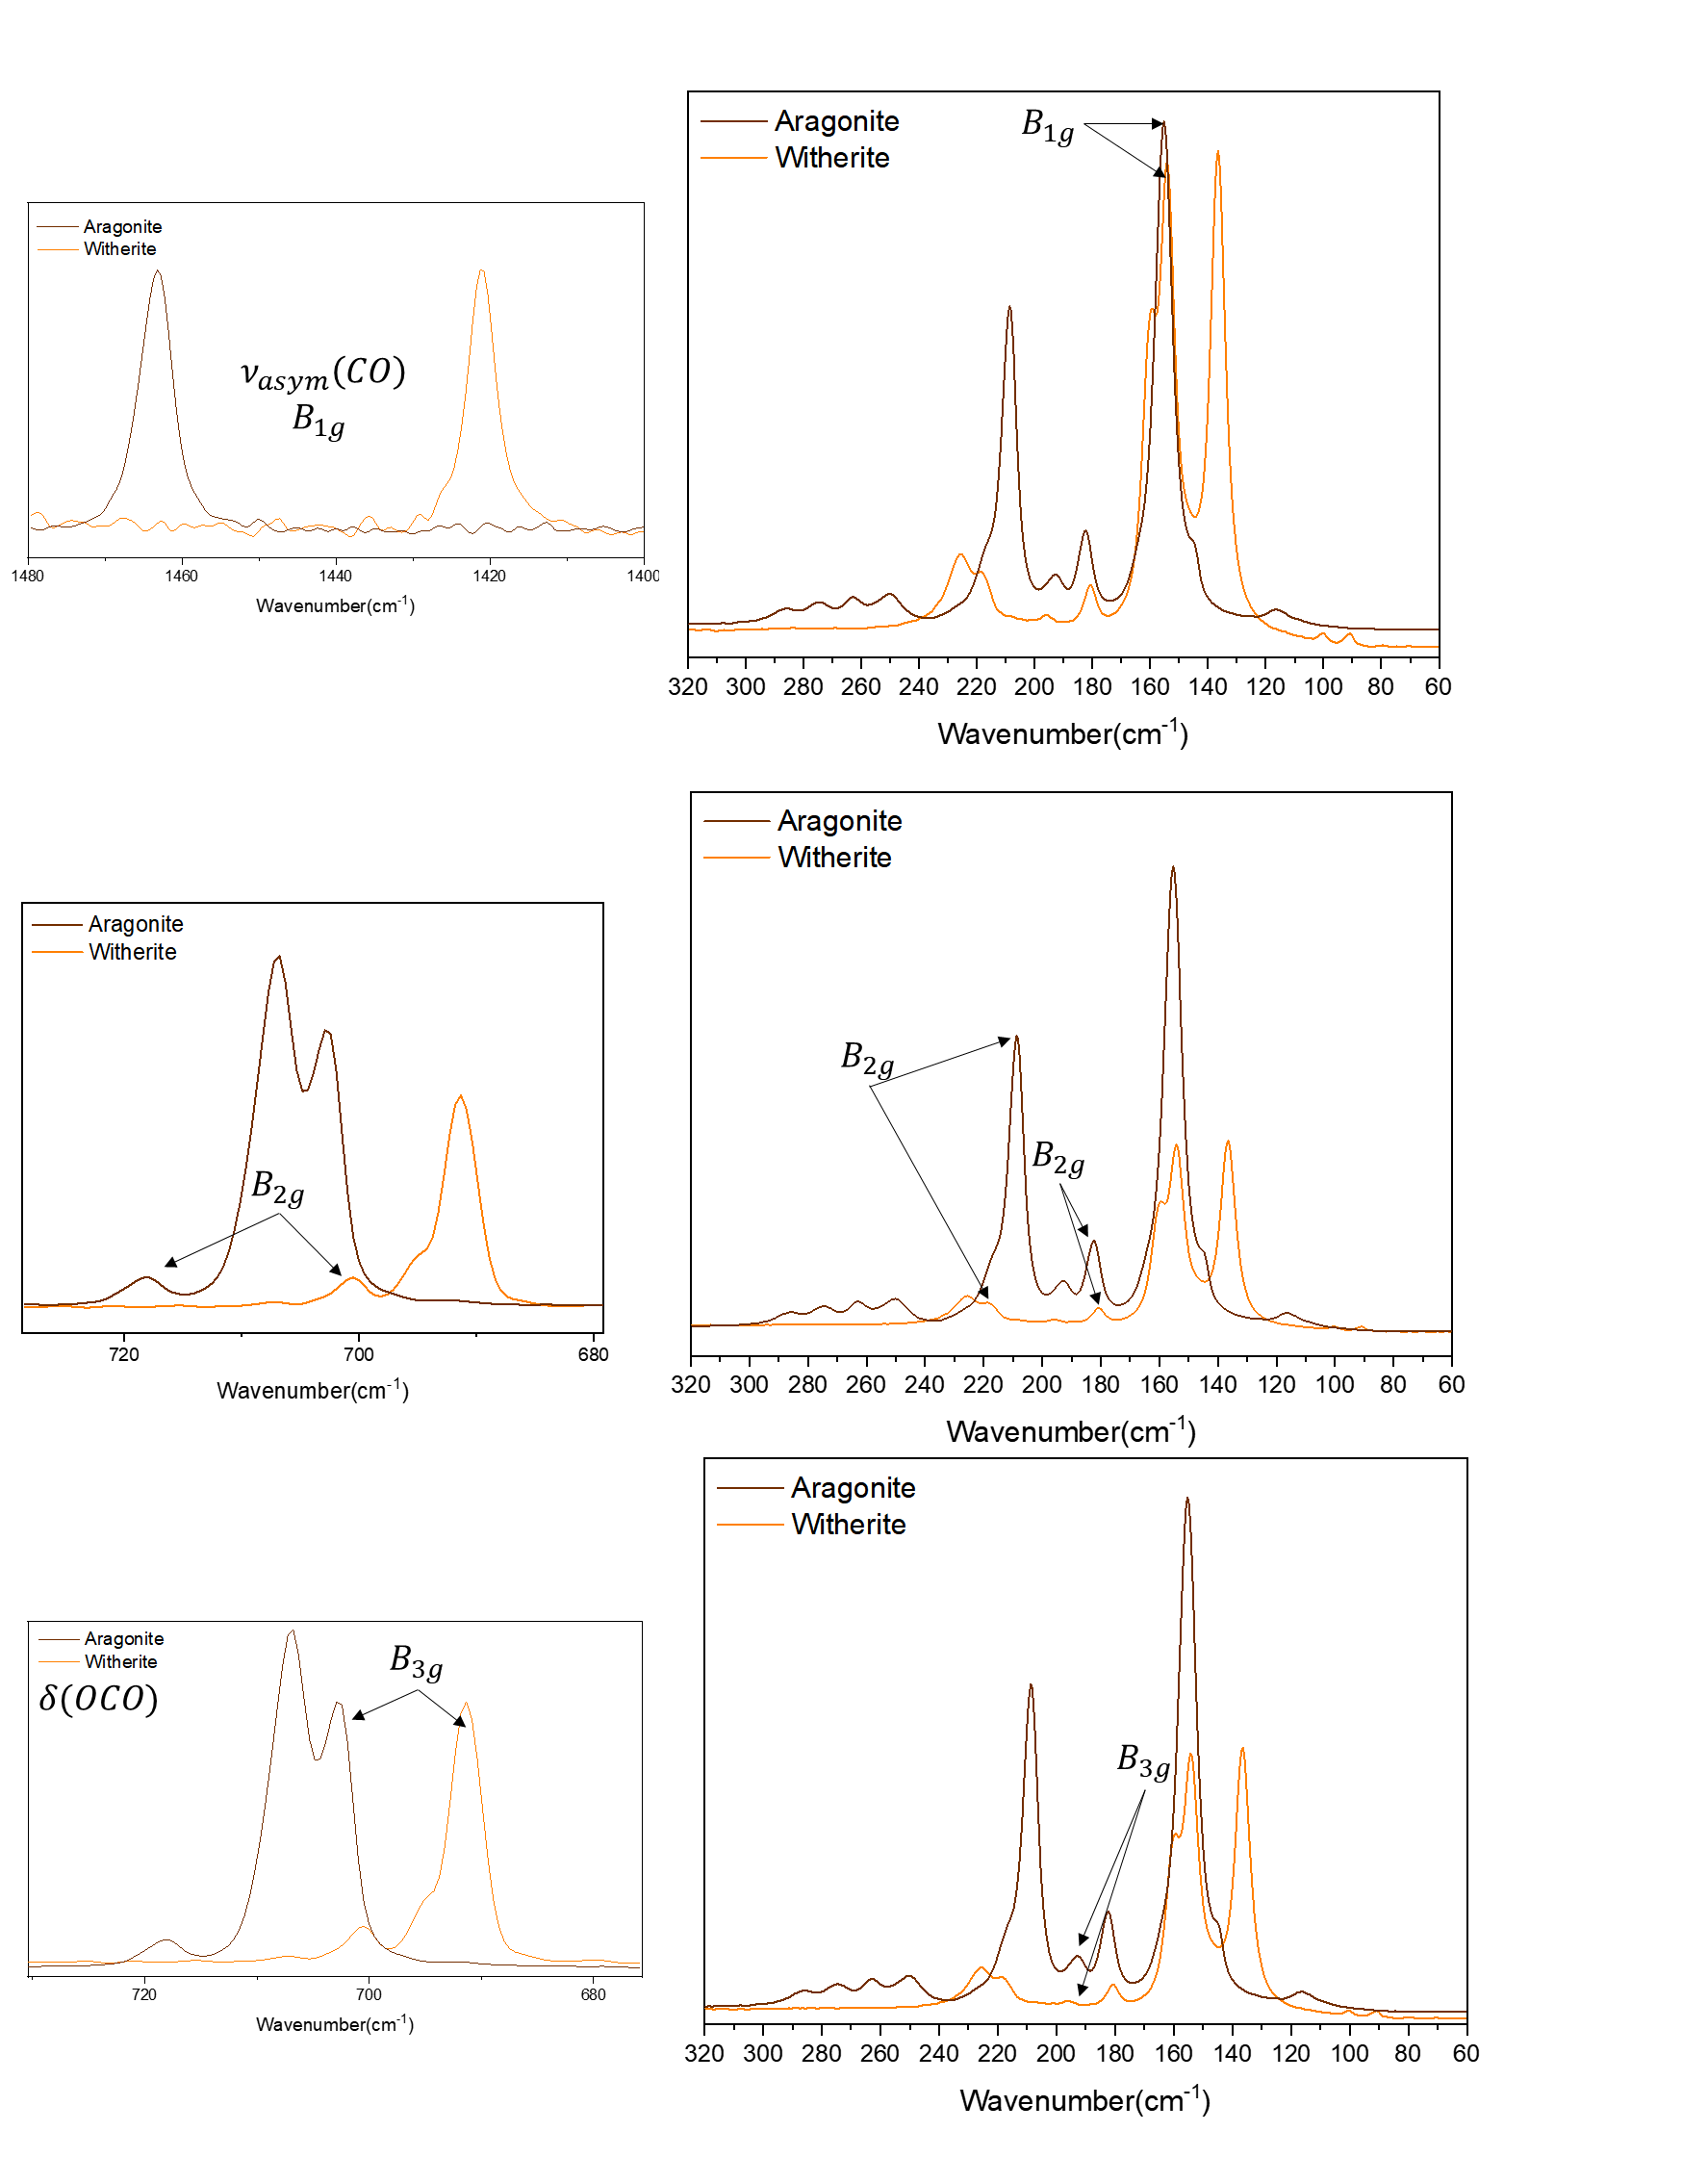 Aragonite
Witherite
ν_asym(CO)
B_1g
1480 1460 1440 1420 1400
Wavenumber(cm⁻¹)
Aragonite
Witherite
B_1g
320 300 280 260 240 220 200 180 160 140 120 100 80 60
Wavenumber(cm⁻¹)
Aragonite
Witherite
B_2g
720 700 680
Wavenumber(cm⁻¹)
Aragonite
Witherite
B_2g
B_2g
320 300 280 260 240 220 200 180 160 140 120 100 80 60
Wavenumber(cm⁻¹)
Aragonite
Witherite
δ(OCO)
B_3g
720 700 680
Wavenumber(cm⁻¹)
Aragonite
Witherite
B_3g
320 300 280 260 240 220 200 180 160 140 120 100 80 60
Wavenumber(cm⁻¹)